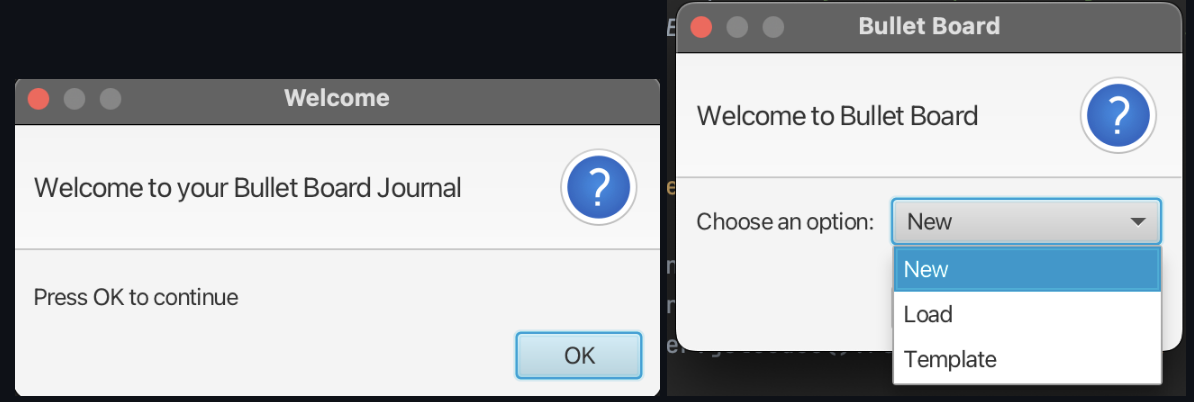 Welcome
Welcome to your Bullet Board Journal
?
Press OK to continue
OK
Bullet Board
Welcome to Bullet Board
?
Choose an option: New
New
Load
Template